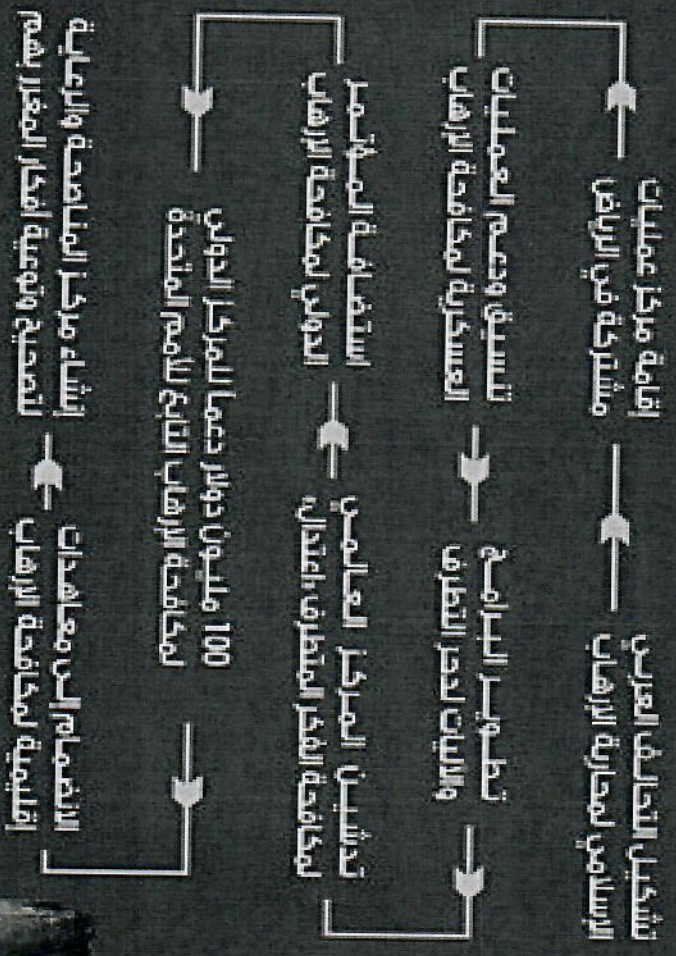 تشكيل التحالف العربي
الإسلامي لمحاربة الإرهاب
إقامة مركز عمليات
مشتركة في الرياض
تنسيق ودعم العمليات
العسكرية لمكافحة الإرهاب
تطوير البرامج
والآليات لدحر التطرف
تدشين المركز العالمي
لمكافحة الفكر المتطرف «اعتدال»
استضافة المؤتمر
الدولي لمكافحة الإرهاب
100 مليون دولار دعما للمركز الدولي
لمكافحة الإرهاب التابع للأمم المتحدة
الانضمام إلى معاهدات
إقليمية لمكافحة الإرهاب
إنشاء مركز المناصحة والرعاية
لتصحيح وتوعية أفكار المغرر بهم